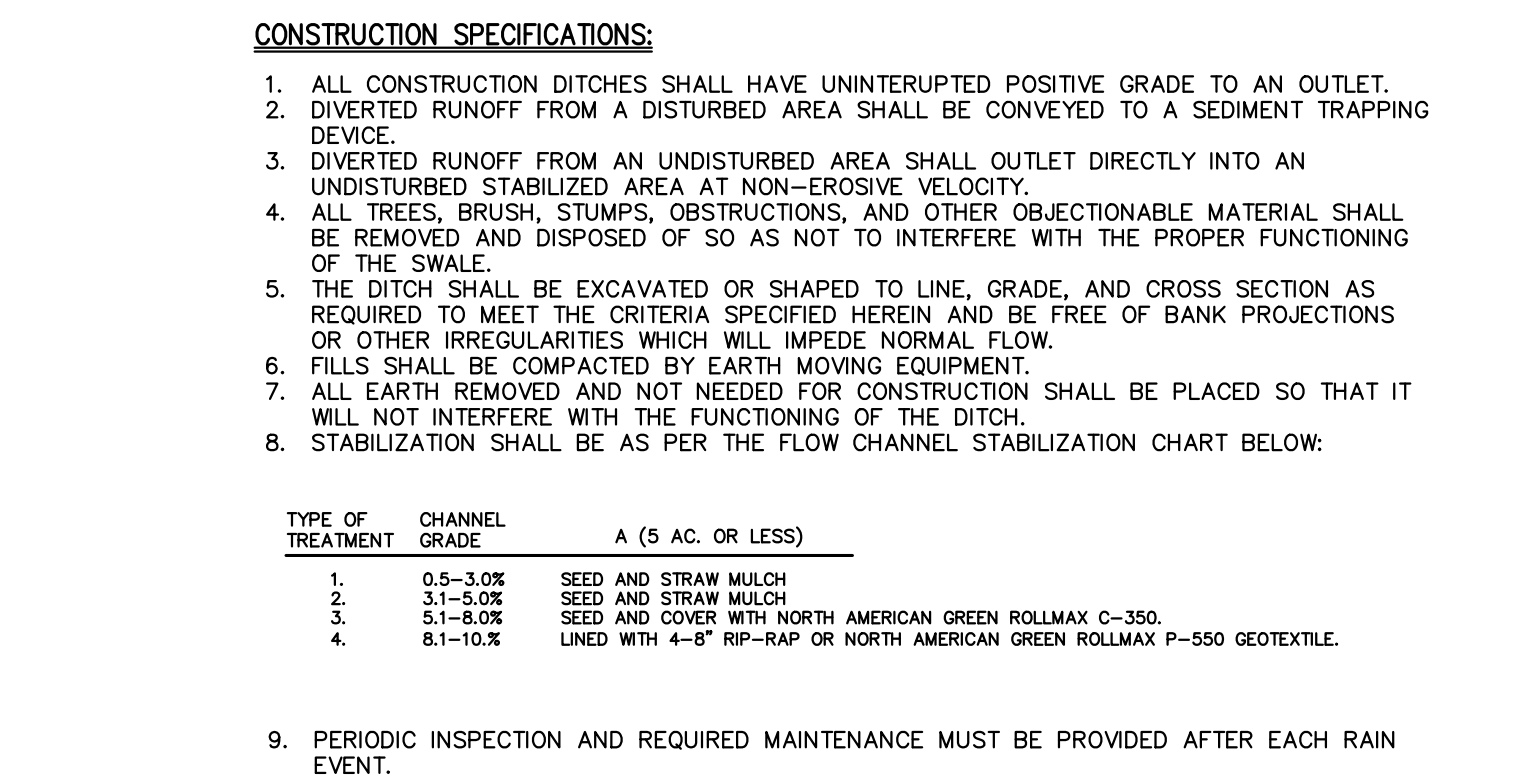 CONSTRUCTION SPECIFICATIONS:
1. ALL CONSTRUCTION DITCHES SHALL HAVE UNINTERUPTED POSITIVE GRADE TO AN OUTLET.
2. DIVERTED RUNOFF FROM A DISTURBED AREA SHALL BE CONVEYED TO A SEDIMENT TRAPPING
DEVICE.
3. DIVERTED RUNOFF FROM AN UNDISTURBED AREA SHALL OUTLET DIRECTLY INTO AN
UNDISTURBED STABILIZED AREA AT NON-EROSIVE VELOCITY.
4. ALL TREES, BRUSH, STUMPS, OBSTRUCTIONS, AND OTHER OBJECTIONABLE MATERIAL SHALL
BE REMOVED AND DISPOSED OF SO AS NOT TO INTERFERE WITH THE PROPER FUNCTIONING
OF THE SWALE.
5. THE DITCH SHALL BE EXCAVATED OR SHAPED TO LINE, GRADE, AND CROSS SECTION AS
REQUIRED TO MEET THE CRITERIA SPECIFIED HEREIN AND BE FREE OF BANK PROJECTIONS
OR OTHER IRREGULARITIES WHICH WILL IMPEDE NORMAL FLOW.
6. FILLS SHALL BE COMPACTED BY EARTH MOVING EQUIPMENT.
7. ALL EARTH REMOVED AND NOT NEEDED FOR CONSTRUCTION SHALL BE PLACED SO THAT IT
WILL NOT INTERFERE WITH THE FUNCTIONING OF THE DITCH.
8. STABILIZATION SHALL BE AS PER THE FLOW CHANNEL STABILIZATION CHART BELOW:
TYPE OF CHANNEL
TREATMENT GRADE A (5 AC. OR LESS)
1. 0.5-3.0% SEED AND STRAW MULCH
2. 3.1-5.0% SEED AND STRAW MULCH
3. 5.1-8.0% SEED AND COVER WITH NORTH AMERICAN GREEN ROLLMAX C-350.
4. 8.1-10.% LINED WITH 4-8" RIP-RAP OR NORTH AMERICAN GREEN ROLLMAX P-550 GEOTEXTILE.
9. PERIODIC INSPECTION AND REQUIRED MAINTENANCE MUST BE PROVIDED AFTER EACH RAIN
EVENT.